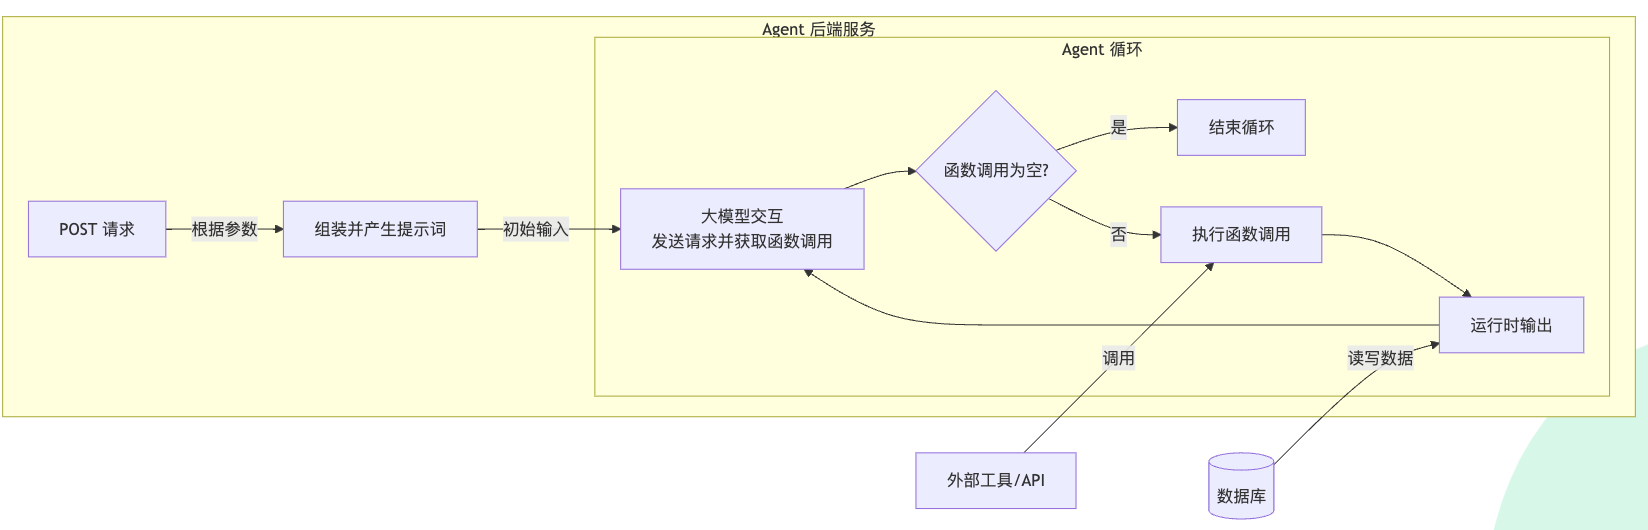 Agent 后端服务
Agent 循环
POST 请求
根据参数
组装并产生提示词
初始输入
大模型交互
发送请求并获取函数调用
函数调用为空?
是
结束循环
否
执行函数调用
运行时输出
调用
读写数据
外部工具/API
数据库